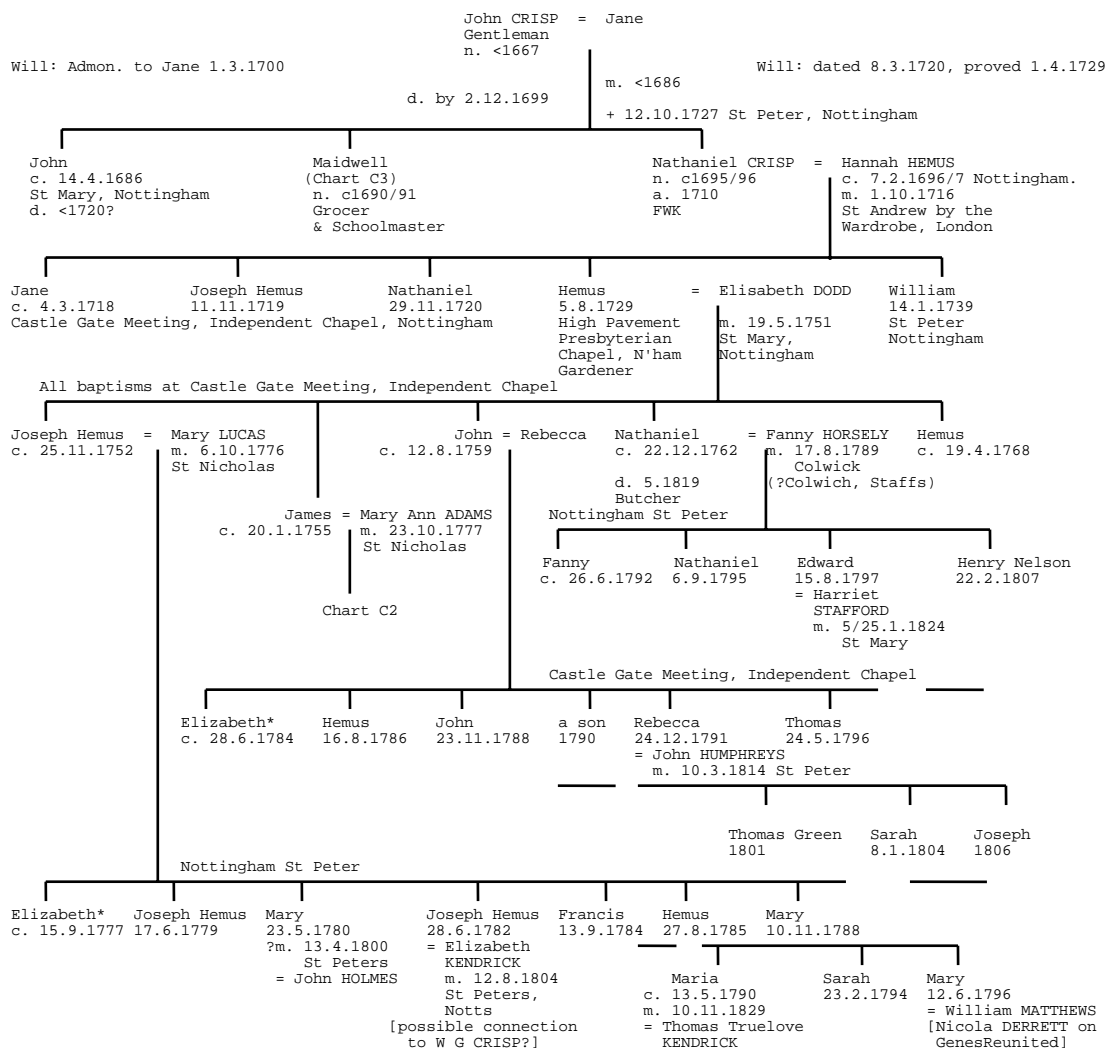 John CRISP = Jane
Gentleman
n. <1667
Will: Admon. to Jane 1.3.1700
Will: dated 8.3.1720, proved 1.4.1729
m. <1686
d. by 2.12.1699
+ 12.10.1727 St Peter, Nottingham
John
c. 14.4.1686
St Mary, Nottingham
d. <1720?
Maidwell
(Chart C3)
n. c1690/91
Grocer
& Schoolmaster
Nathaniel CRISP = Hannah HEMUS
n. c1695/96
a. 1710
FWK
c. 7.2.1696/7 Nottingham.
m. 1.10.1716
St Andrew by the
Wardrobe, London
Jane
c. 4.3.1718
Joseph Hemus
11.11.1719
Nathaniel
29.11.1720
Castle Gate Meeting, Independent Chapel, Nottingham
Hemus = Elisabeth DODD
5.8.1729
High Pavement
Presbyterian
Chapel, N'ham
Gardener
m. 19.5.1751
St Mary,
Nottingham
William
14.1.1739
St Peter
Nottingham
All baptisms at Castle Gate Meeting, Independent Chapel
Joseph Hemus = Mary LUCAS
c. 25.11.1752
m. 6.10.1776
St Nicholas
James = Mary Ann ADAMS
c. 20.1.1755
m. 23.10.1777
St Nicholas
Chart C2
John = Rebecca
c. 12.8.1759
Nathaniel = Fanny HORSELY
c. 22.12.1762
d. 5.1819
Butcher
m. 17.8.1789
Colwick
(?Colwich, Staffs)
Hemus
c. 19.4.1768
Nottingham St Peter
Fanny
c. 26.6.1792
Nathaniel
6.9.1795
Edward
15.8.1797
= Harriet
STAFFORD
m. 5/25.1.1824
St Mary
Henry Nelson
22.2.1807
Castle Gate Meeting, Independent Chapel
Elizabeth*
c. 28.6.1784
Hemus
16.8.1786
John
23.11.1788
a son
1790
Rebecca
24.12.1791
= John HUMPHREYS
m. 10.3.1814 St Peter
Thomas
24.5.1796
Thomas Green
1801
Sarah
8.1.1804
Joseph
1806
Nottingham St Peter
Elizabeth*
c. 15.9.1777
Joseph Hemus
17.6.1779
Mary
23.5.1780
?m. 13.4.1800
St Peters
= John HOLMES
Joseph Hemus
28.6.1782
= Elizabeth
KENDRICK
m. 12.8.1804
St Peters,
Notts
[possible connection
to W G CRISP?]
Francis
13.9.1784
Hemus
27.8.1785
Mary
10.11.1788
Maria
c. 13.5.1790
m. 10.11.1829
= Thomas Truelove
KENDRICK
Sarah
23.2.1794
Mary
12.6.1796
= William MATTHEWS
[Nicola DERRETT on
GenesReunited]